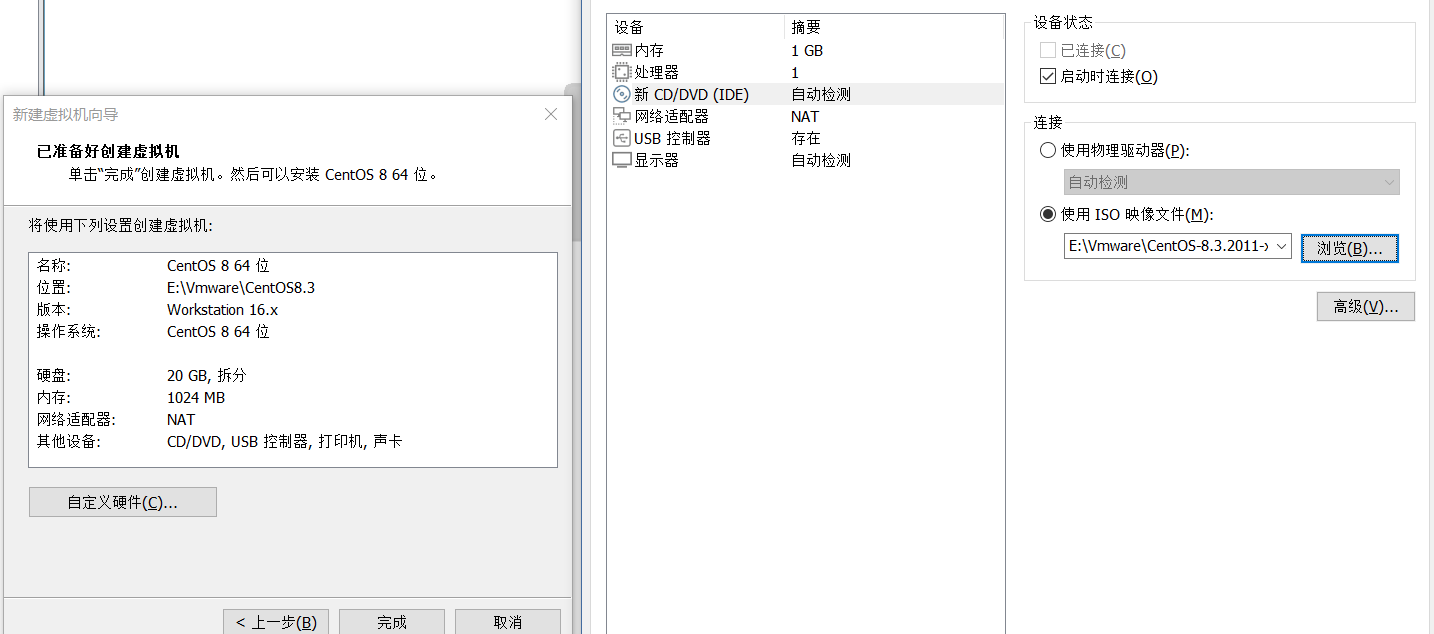 新建虚拟机向导
已准备好创建虚拟机
单击“完成”创建虚拟机。然后可以安装 CentOS 8 64 位。
将使用下列设置创建虚拟机:
名称: CentOS 8 64 位
位置: E:\Vmware\CentOS8.3
版本: Workstation 16.x
操作系统: CentOS 8 64 位
硬盘: 20 GB, 拆分
内存: 1024 MB
网络适配器: NAT
其他设备: CD/DVD, USB 控制器, 打印机, 声卡
自定义硬件(C)...
< 上一步(B) 完成 取消
设备 摘要
内存 1 GB
处理器 1
新 CD/DVD (IDE) 自动检测
网络适配器 NAT
USB 控制器 存在
显示器 自动检测
设备状态
已连接(C)
启动时连接(O)
连接
使用物理驱动器(P):
自动检测
使用 ISO 映像文件(M):
E:\Vmware\CentOS-8.3.2011-x 浏览(B)...
高级(V)...